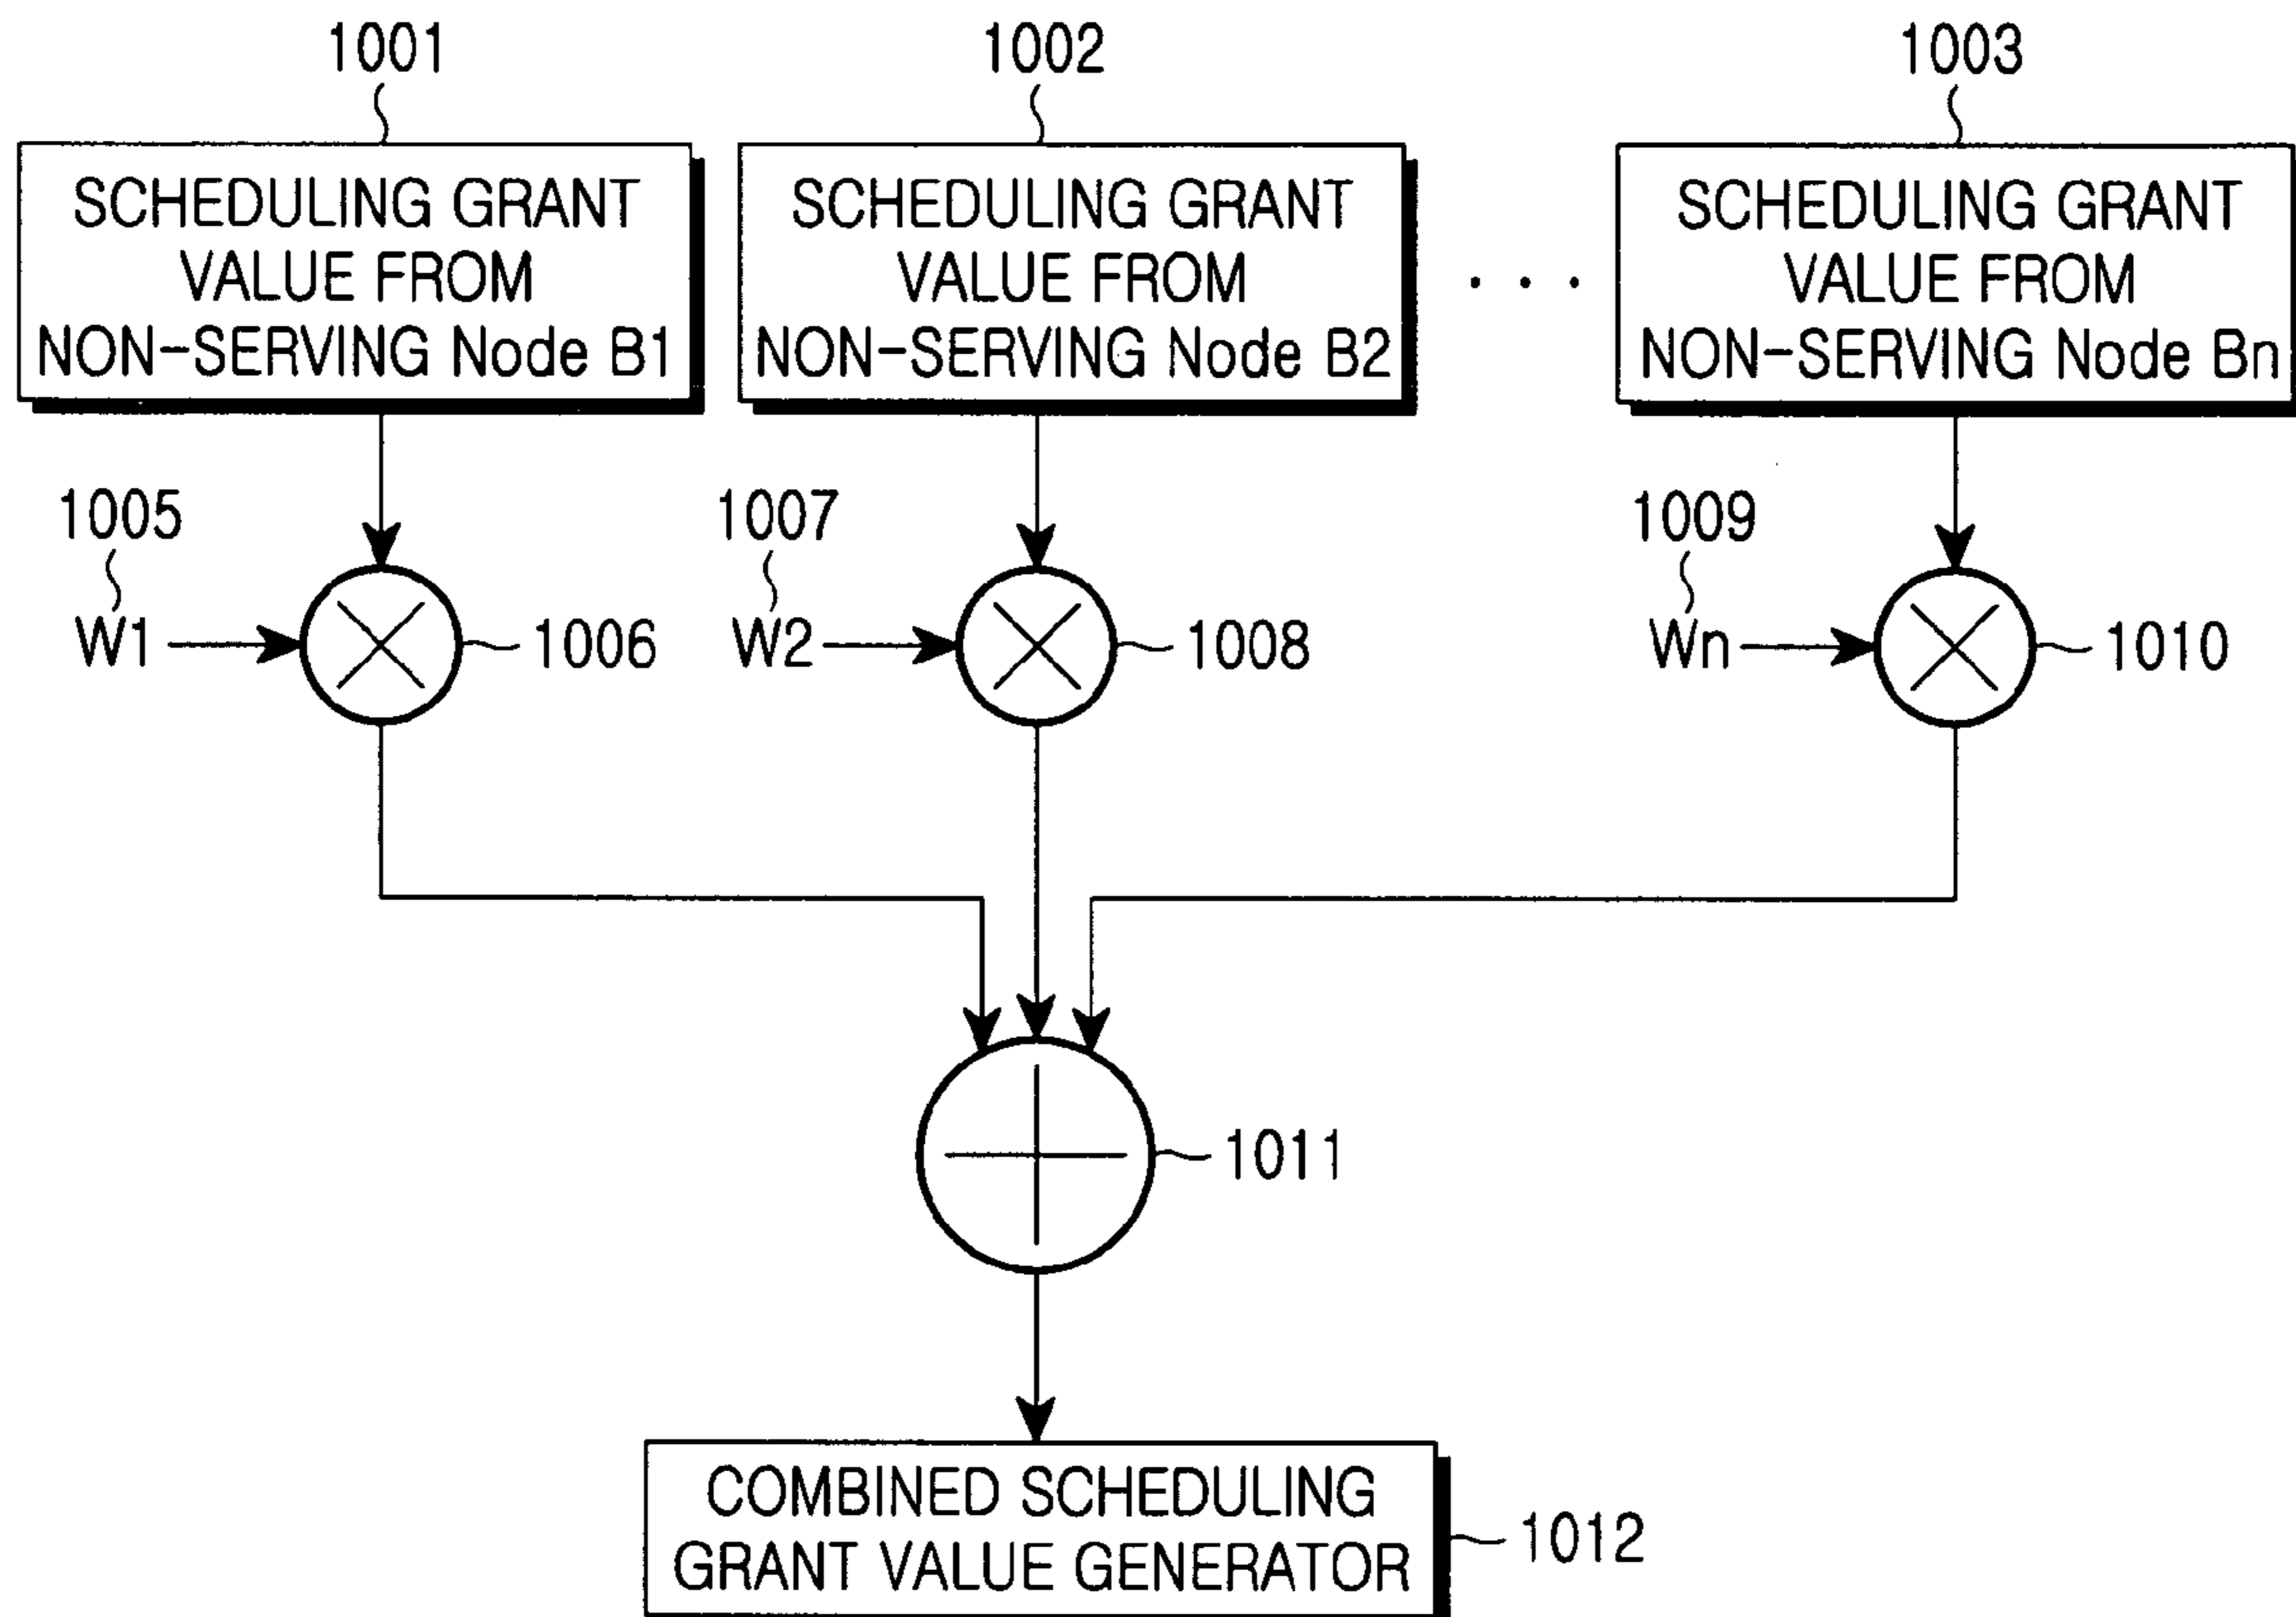 1001
1002
1003
SCHEDULING GRANT
VALUE FROM
NON-SERVING Node B1
SCHEDULING GRANT
VALUE FROM
NON-SERVING Node B2
. . .
SCHEDULING GRANT
VALUE FROM
NON-SERVING Node Bn
1005
W1
1006
1007
W2
1008
1009
Wn
1010
1011
COMBINED SCHEDULING
GRANT VALUE GENERATOR
1012